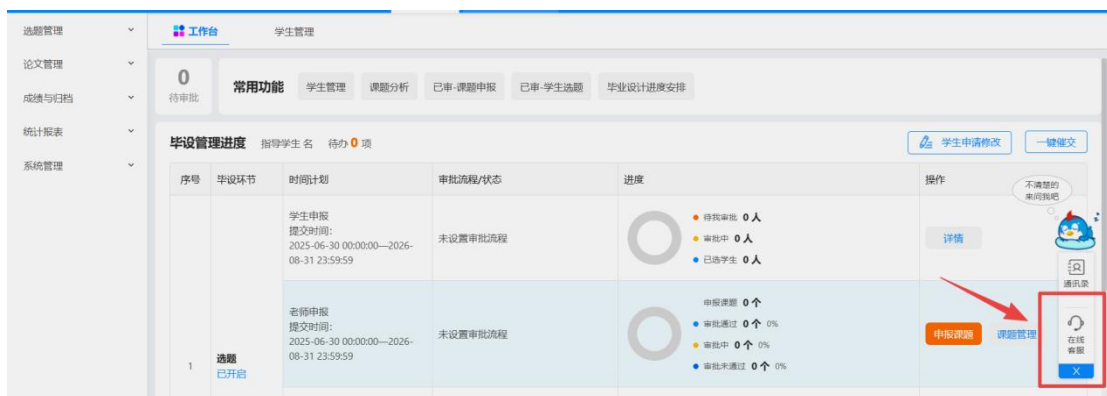 选题管理
论文管理
成绩与归档
统计报表
系统管理
工作台 学生管理
0
待审批
常用功能 学生管理 课题分析 已审-课题申报 已审-学生选题 毕业设计进度安排
毕设管理进度 指导学生 名 待办 0 项 学生申请修改 一键催交
序号 毕设环节 时间计划 审批流程/状态 进度 操作
不清楚的
来问我吧
学生申报
提交时间:
2025-06-30 00:00:00—2026-
08-31 23:59:59
未设置审批流程
待我审批 0 人
审批中 0 人
已选学生 0 人
详情
通讯录
1
选题
已开启
老师申报
提交时间:
2025-06-30 00:00:00—2026-
08-31 23:59:59
未设置审批流程
申报课题 0 个
审批通过 0 个 0%
审批中 0 个 0%
审批未通过 0 个 0%
申报课题 课题管理
在线
客服
X